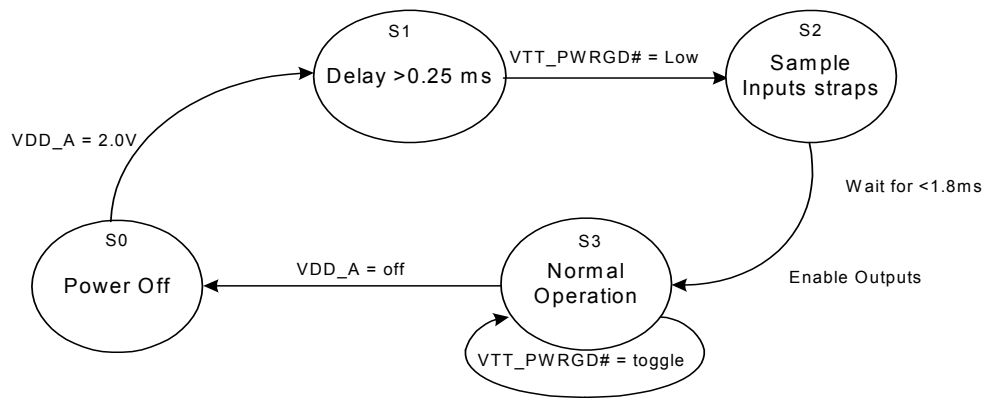 S1
Delay >0.25 ms
VTT_PWRGD# = Low
S2
Sample
Inputs straps
VDD_A = 2.0V
Wait for <1.8ms
S0
Power Off
VDD_A = off
S3
Normal
Operation
Enable Outputs
VTT_PWRGD# = toggle